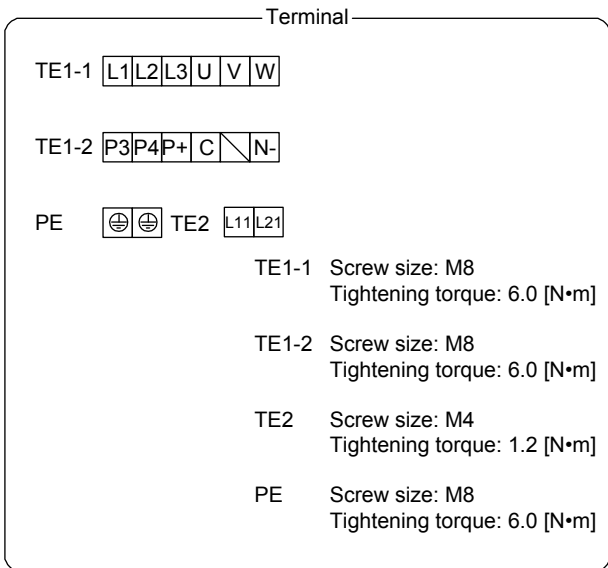 Terminal
TE1-1 L1 L2 L3 U V W
TE1-2 P3 P4 P+ C N-
PE TE2 L11 L21
TE1-1 Screw size: M8
Tightening torque: 6.0 [N•m]
TE1-2 Screw size: M8
Tightening torque: 6.0 [N•m]
TE2 Screw size: M4
Tightening torque: 1.2 [N•m]
PE Screw size: M8
Tightening torque: 6.0 [N•m]